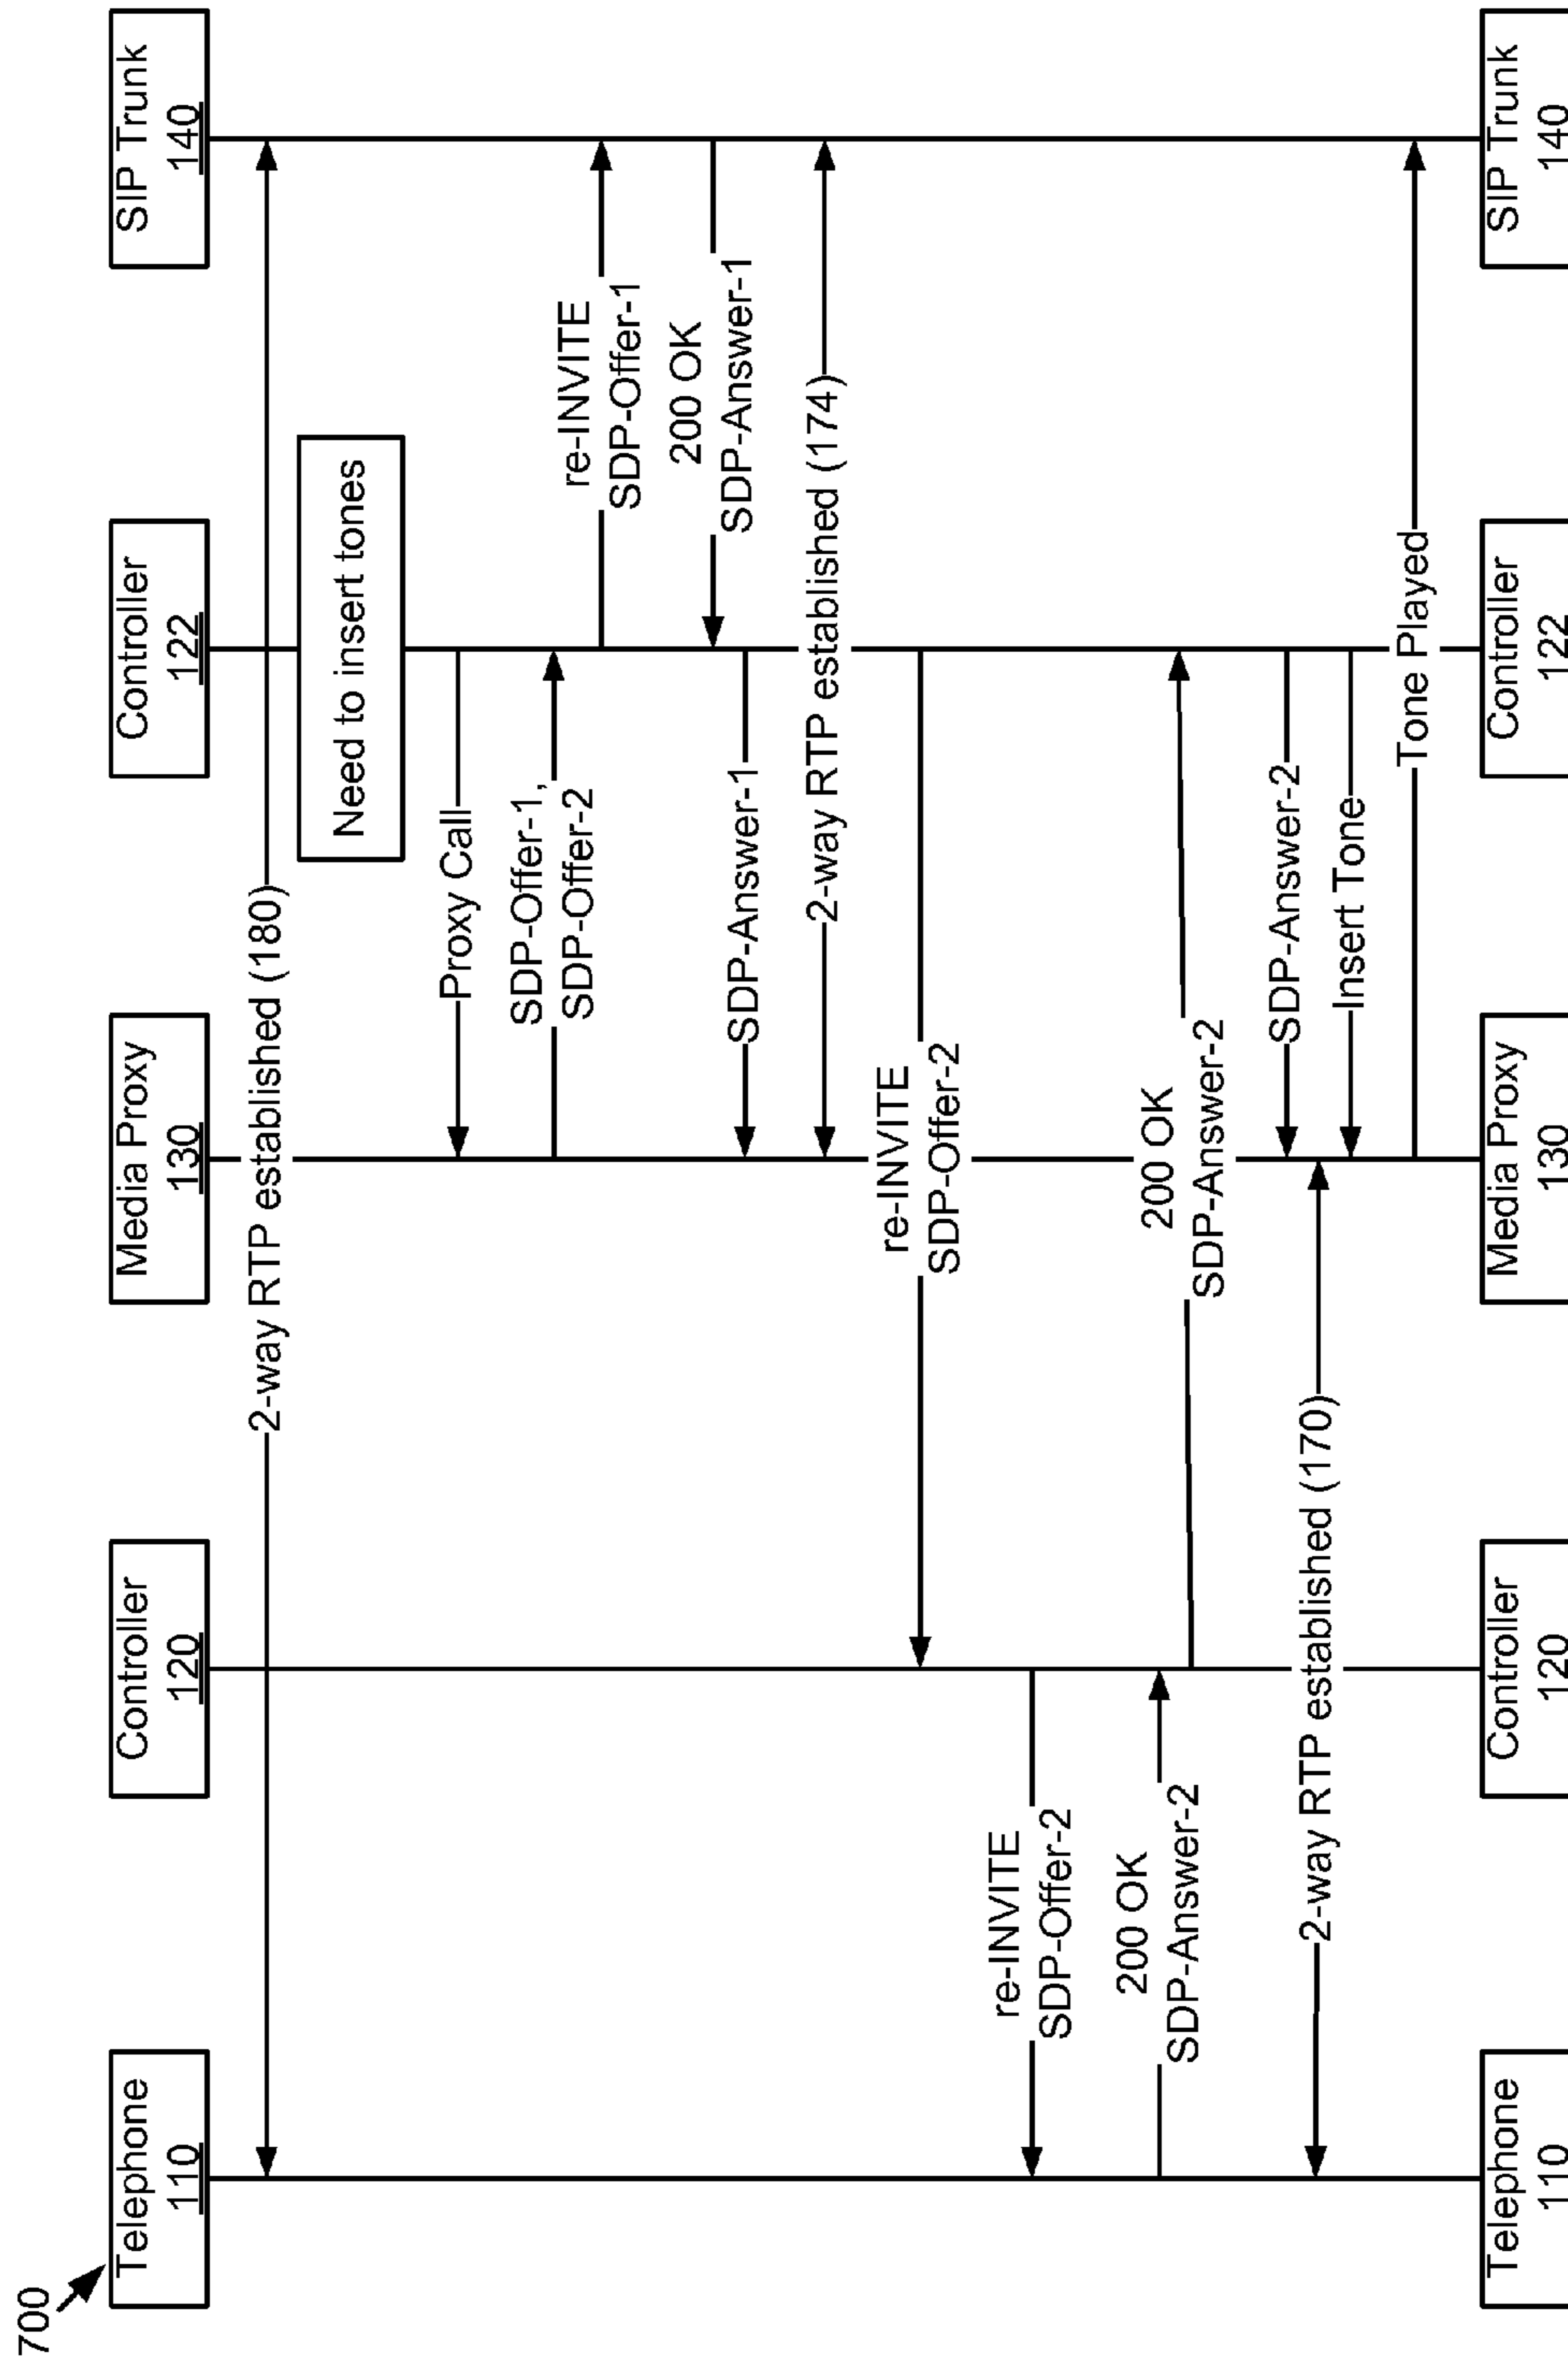 700
Telephone
110
Controller
120
Media Proxy
130
Controller
122
SIP Trunk
140
2-way RTP established (180)
Need to insert tones
Proxy Call
SDP-Offer-1,
SDP-Offer-2
re-INVITE
SDP-Offer-1
200 OK
SDP-Answer-1
SDP-Answer-1
2-way RTP established (174)
re-INVITE
SDP-Offer-2
re-INVITE
SDP-Offer-2
200 OK
SDP-Answer-2
200 OK
SDP-Answer-2
SDP-Answer-2
2-way RTP established (170)
Insert Tone
Tone Played
Telephone
110
Controller
120
Media Proxy
130
Controller
122
SIP Trunk
140